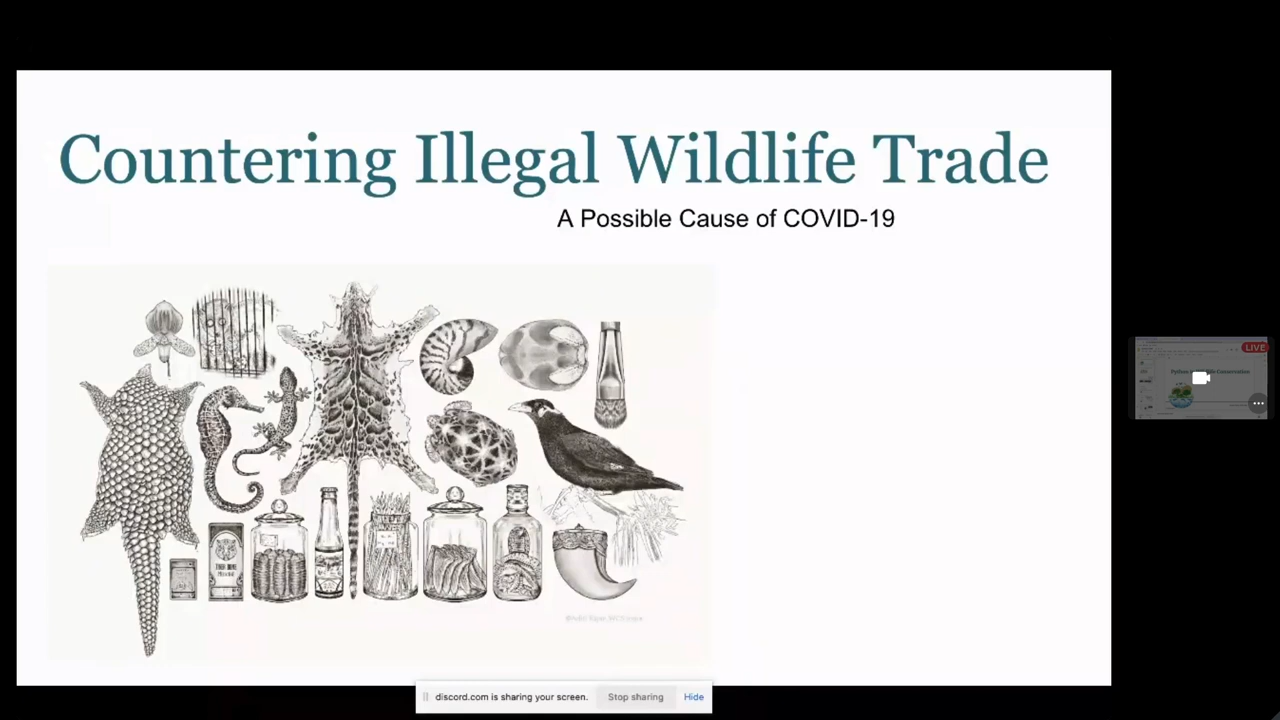 Countering Illegal Wildlife Trade
A Possible Cause of COVID-19
LIVE
discord.com is sharing your screen.
Stop sharing
Hide